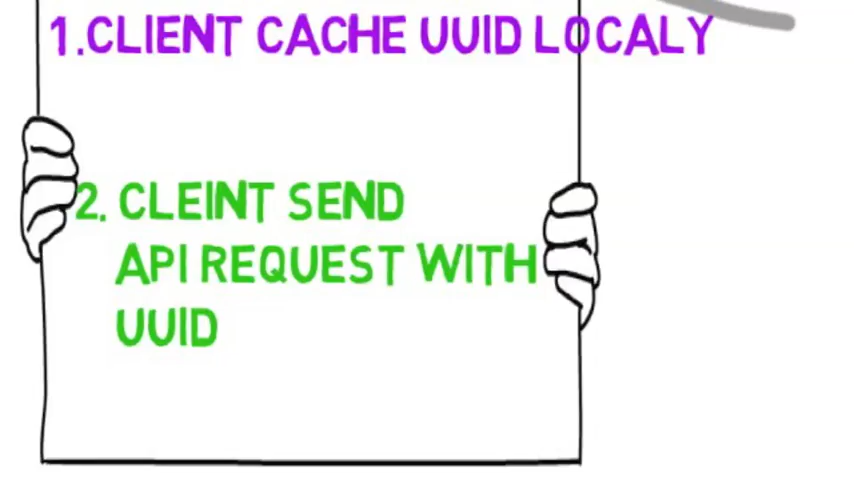 1.CLIENT CACHE UUID LOCALY
2. CLEINT SEND
API REQUEST WITH
UUID